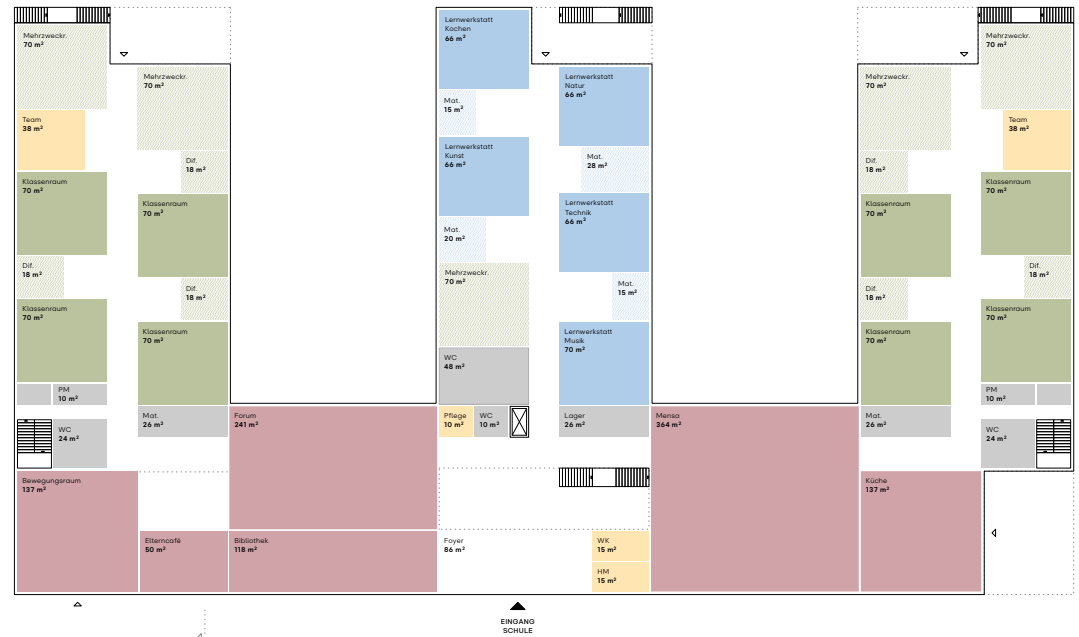 Mehrzweckr.
70 m²
Team
38 m²
Klassenraum
70 m²
Dif.
18 m²
Klassenraum
70 m²
PM
10 m²
WC
24 m²
Bewegungsraum
137 m²
Mehrzweckr.
70 m²
Dif.
18 m²
Klassenraum
70 m²
Dif.
18 m²
Klassenraum
70 m²
Mat.
26 m²
Elterncafé
50 m²
Forum
241 m²
Bibliothek
118 m²
Lernwerkstatt
Kochen
66 m²
Mat.
15 m²
Lernwerkstatt
Kunst
66 m²
Mat.
20 m²
Mehrzweckr.
70 m²
WC
48 m²
Pflege
10 m²
WC
10 m²
Foyer
86 m²
Lernwerkstatt
Natur
66 m²
Mat.
28 m²
Lernwerkstatt
Technik
66 m²
Mat.
15 m²
Lernwerkstatt
Musik
70 m²
Lager
26 m²
WK
15 m²
HM
15 m²
Mensa
364 m²
Mehrzweckr.
70 m²
Dif.
18 m²
Klassenraum
70 m²
Dif.
18 m²
Klassenraum
70 m²
Mat.
26 m²
Küche
137 m²
Mehrzweckr.
70 m²
Team
38 m²
Klassenraum
70 m²
Dif.
18 m²
Klassenraum
70 m²
PM
10 m²
WC
24 m²
EINGANG
SCHULE